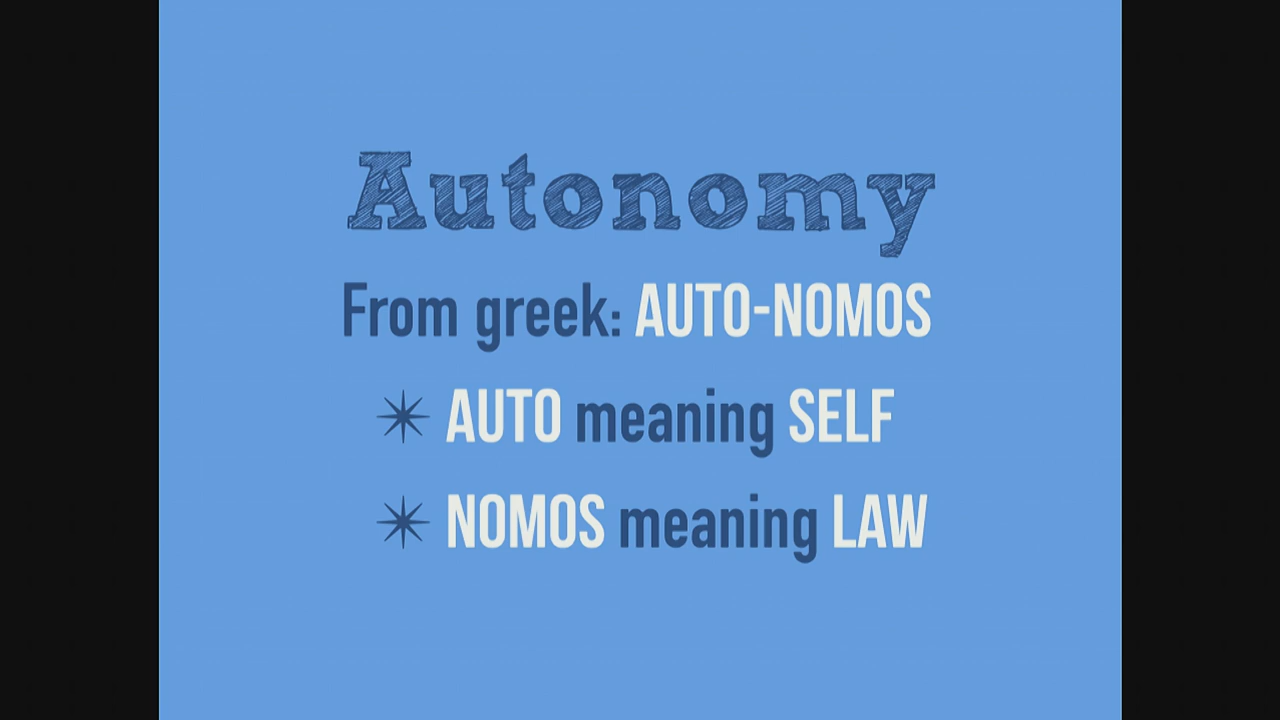 Autonomy
From greek: AUTO-NOMOS
✴ AUTO meaning SELF
✴ NOMOS meaning LAW